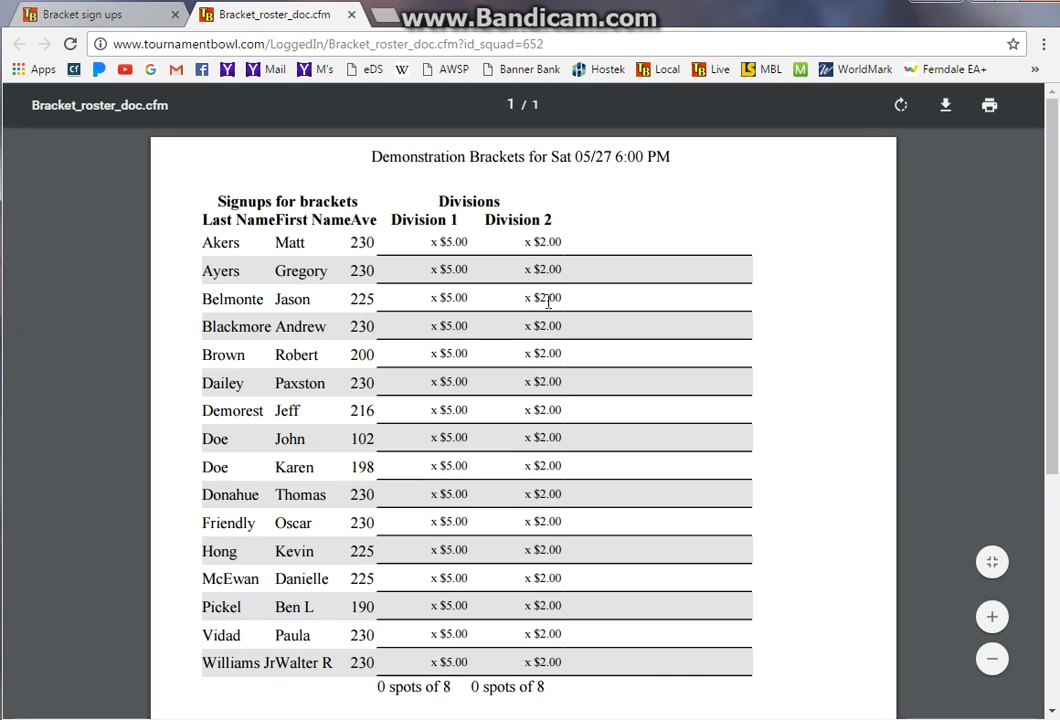 www.Bandicam.com
Bracket sign ups
Bracket_roster_doc.cfm
www.tournamentbowl.com/LoggedIn/Bracket_roster_doc.cfm?id_squad=652
Apps Mail M's eDS AWSP Banner Bank Hostek Local Live MBL WorldMark Ferndale EA+ »
Bracket_roster_doc.cfm 1 / 1
Demonstration Brackets for Sat 05/27 6:00 PM
Signups for brackets Divisions
Last Name First Name Ave Division 1 Division 2
Akers Matt 230 x $5.00 x $2.00
Ayers Gregory 230 x $5.00 x $2.00
Belmonte Jason 225 x $5.00 x $2.00
Blackmore Andrew 230 x $5.00 x $2.00
Brown Robert 200 x $5.00 x $2.00
Dailey Paxston 230 x $5.00 x $2.00
Demorest Jeff 216 x $5.00 x $2.00
Doe John 102 x $5.00 x $2.00
Doe Karen 198 x $5.00 x $2.00
Donahue Thomas 230 x $5.00 x $2.00
Friendly Oscar 230 x $5.00 x $2.00
Hong Kevin 225 x $5.00 x $2.00
McEwan Danielle 225 x $5.00 x $2.00
Pickel Ben L 190 x $5.00 x $2.00
Vidad Paula 230 x $5.00 x $2.00
Williams Jr Walter R 230 x $5.00 x $2.00
0 spots of 8 0 spots of 8